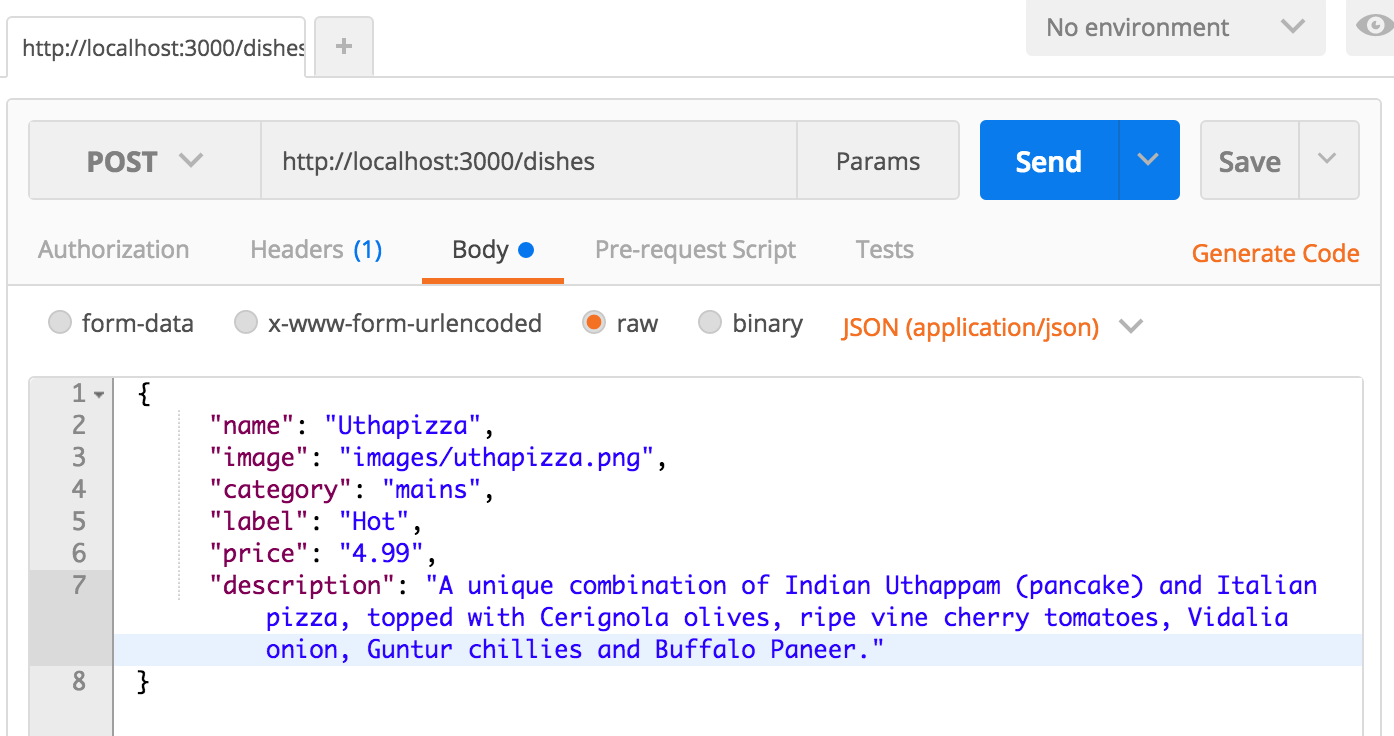 http://localhost:3000/dishes +
No environment
POST http://localhost:3000/dishes Params Send Save
Authorization Headers (1) Body Pre-request Script Tests Generate Code
form-data x-www-form-urlencoded raw binary JSON (application/json)
1 {
2 "name": "Uthapizza",
3 "image": "images/uthapizza.png",
4 "category": "mains",
5 "label": "Hot",
6 "price": "4.99",
7 "description": "A unique combination of Indian Uthappam (pancake) and Italian
pizza, topped with Cerignola olives, ripe vine cherry tomatoes, Vidalia
onion, Guntur chillies and Buffalo Paneer."
8 }